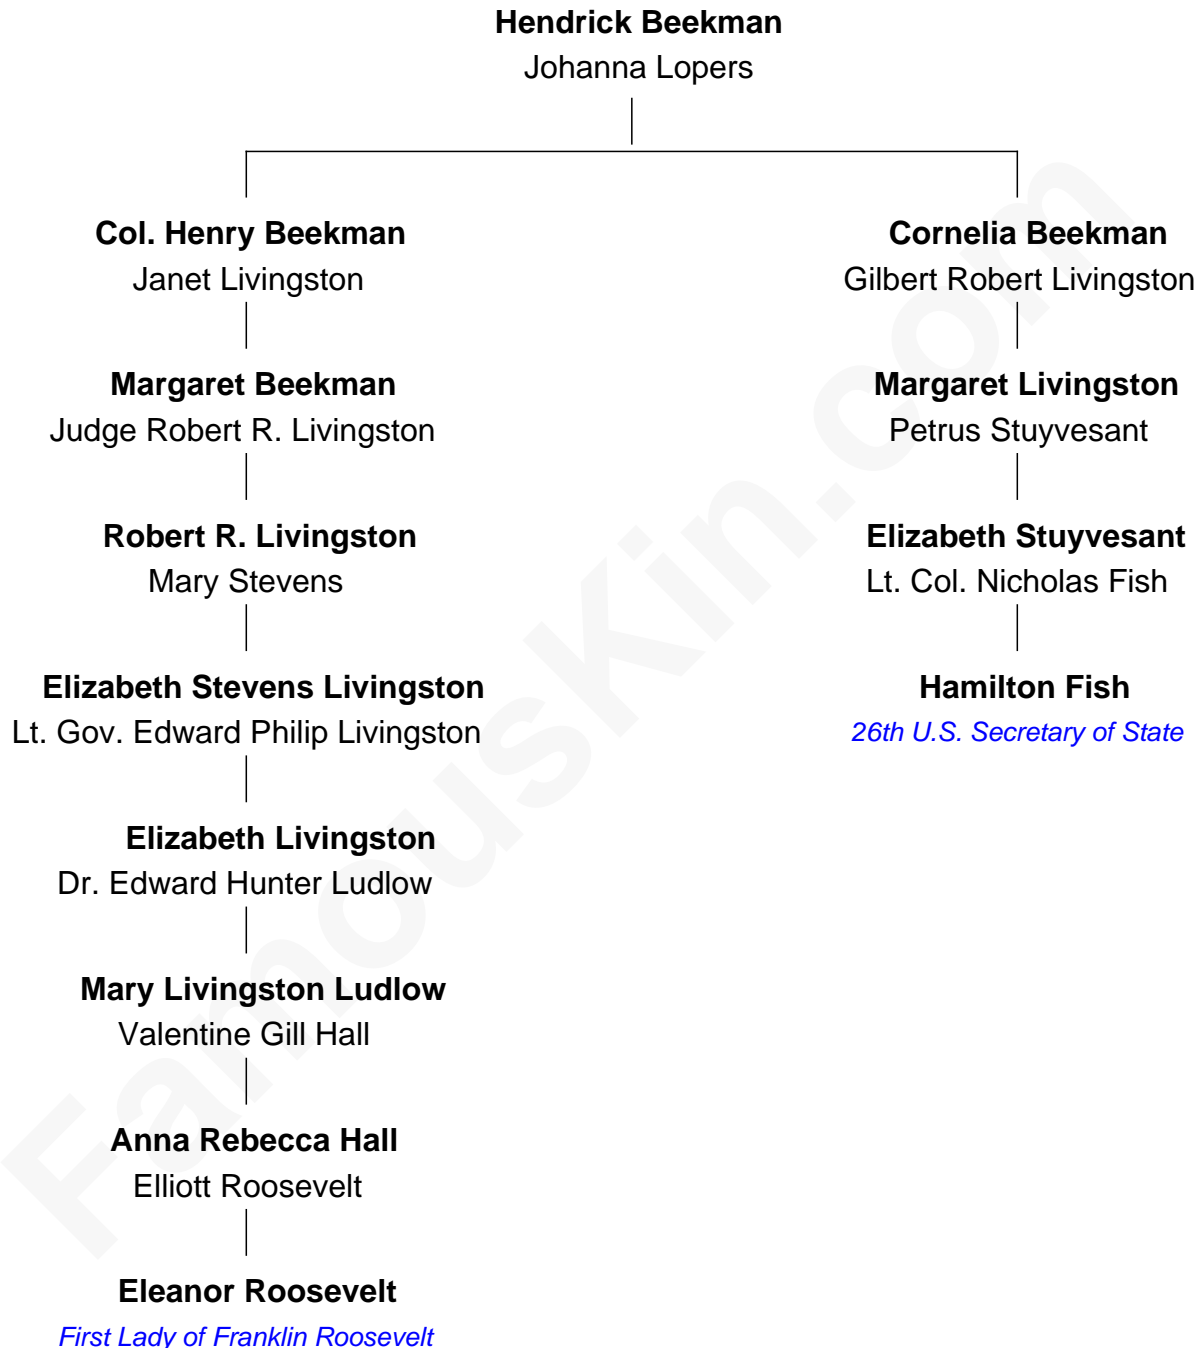 Hendrick Beekman
Johanna Lopers
Col. Henry Beekman
Janet Livingston
Margaret Beekman
Judge Robert R. Livingston
Robert R. Livingston
Mary Stevens
Elizabeth Stevens Livingston
Lt. Gov. Edward Philip Livingston
Elizabeth Livingston
Dr. Edward Hunter Ludlow
Mary Livingston Ludlow
Valentine Gill Hall
Anna Rebecca Hall
Elliott Roosevelt
Eleanor Roosevelt
First Lady of Franklin Roosevelt
Cornelia Beekman
Gilbert Robert Livingston
Margaret Livingston
Petrus Stuyvesant
Elizabeth Stuyvesant
Lt. Col. Nicholas Fish
Hamilton Fish
26th U.S. Secretary of State
FamousKin.com